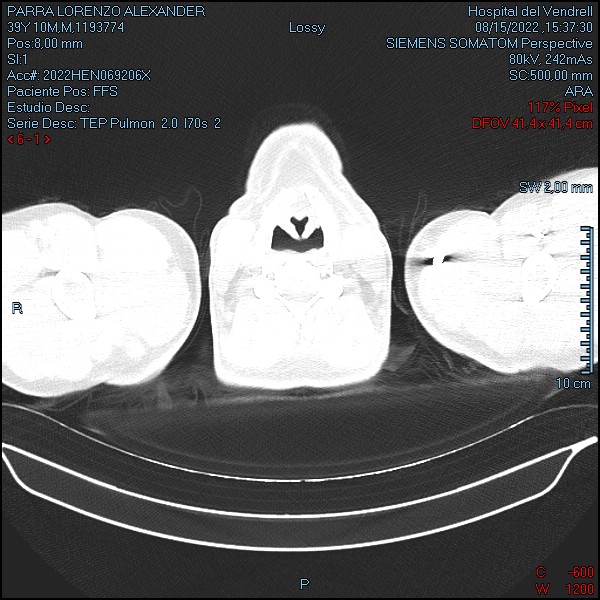 PARRA LORENZO ALEXANDER
39Y 10M,M,1193774
Pos:8,00 mm
Sl:1
Acc#: 2022HEN069206X
Paciente Pos: FFS
Estudio Desc:
Serie Desc: TEP Pulmon 2.0 I70s 2
< 6 - 1 >
Lossy
Hospital del Vendrell
08/15/2022 ,15:37:30
SIEMENS SOMATOM Perspective
80kV, 242mAs
SC:500,00 mm
ARA
117% Pixel
DFOV 41,4 x 41,4 cm
SW 2,00 mm
R
10 cm
P
C -600
W 1200